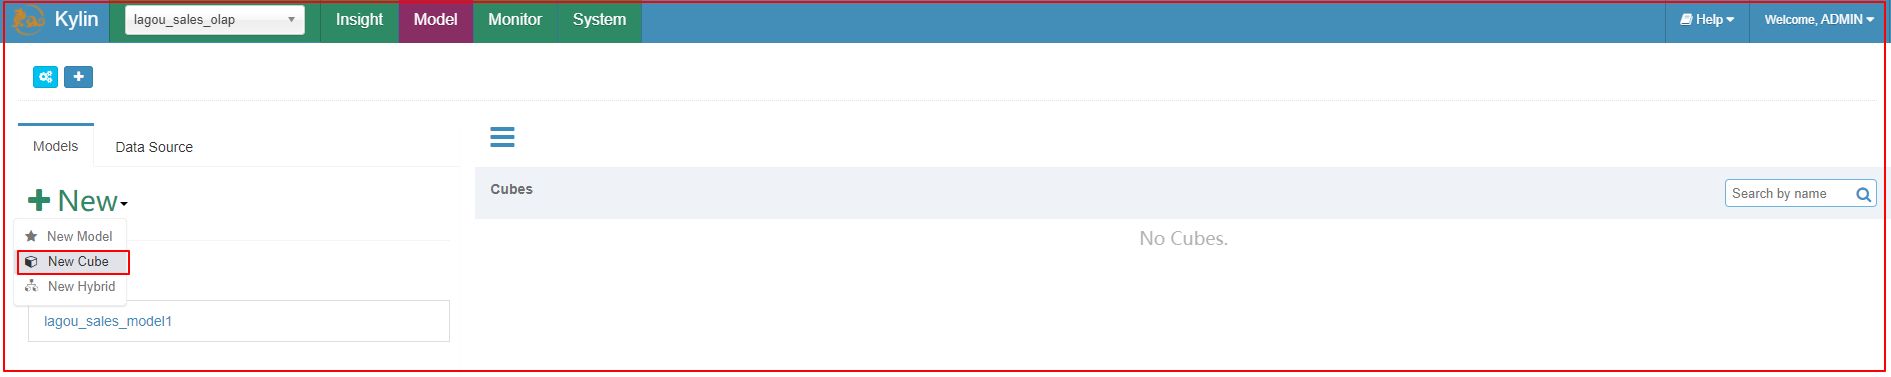 Kylin lagou_sales_olap Insight Model Monitor System Help Welcome, ADMIN
Models Data Source
New
Cubes Search by name
New Model
No Cubes.
New Cube
New Hybrid
lagou_sales_model1